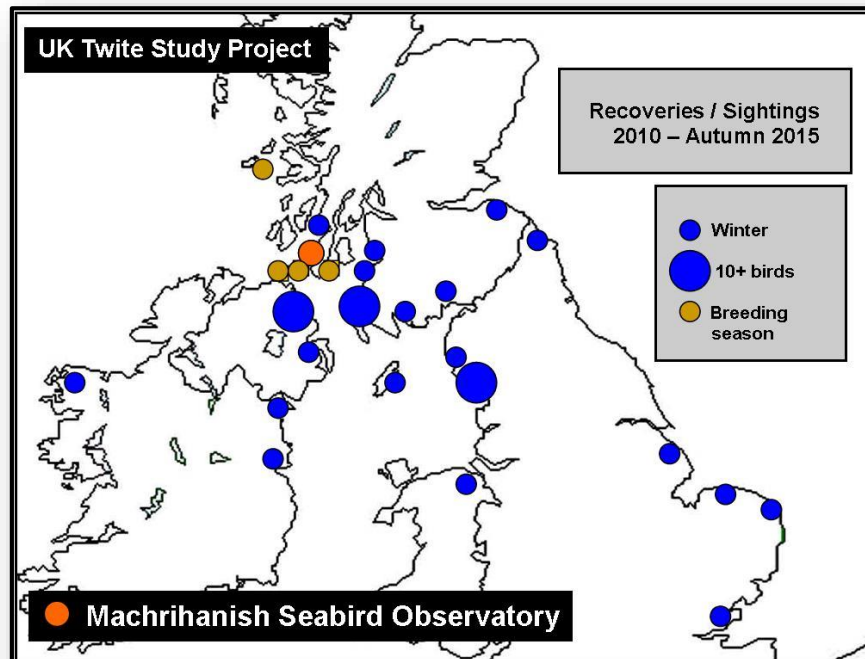 UK Twite Study Project
Recoveries / Sightings
2010 – Autumn 2015
Winter
10+ birds
Breeding
season
Machrihanish Seabird Observatory